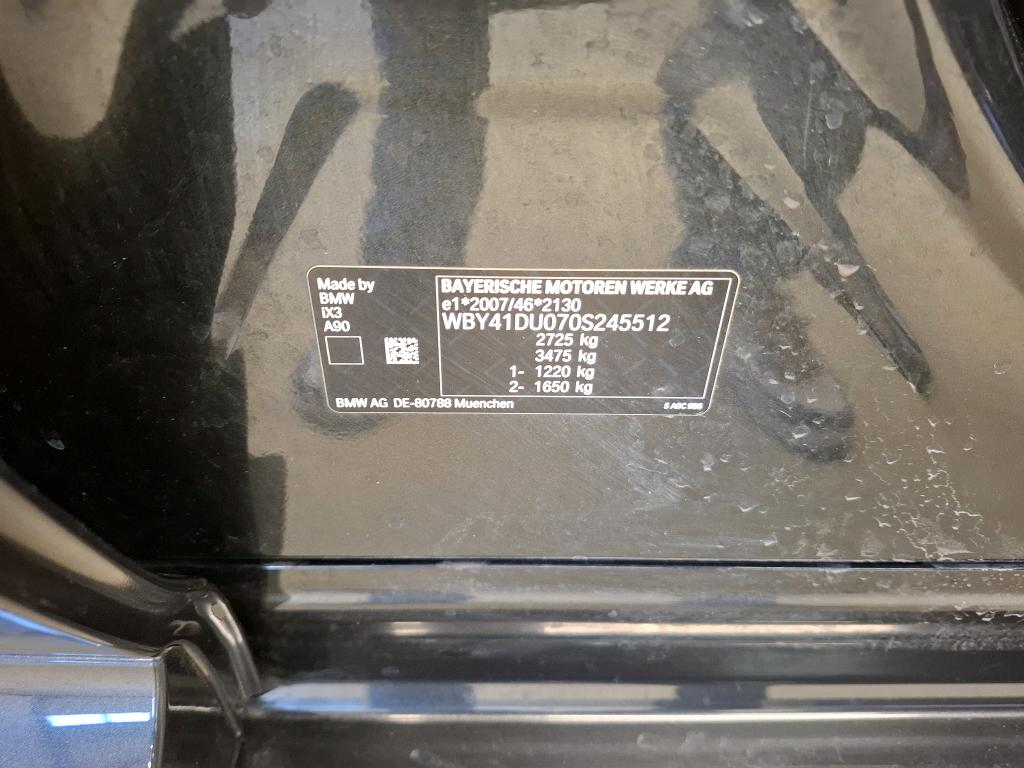 Made by
BMW
iX3
A90
BAYERISCHE MOTOREN WERKE AG
e1*2007/46*2130
WBY41DU070S245512
2725 kg
3475 kg
1- 1220 kg
2- 1650 kg
BMW AG DE-80788 Muenchen